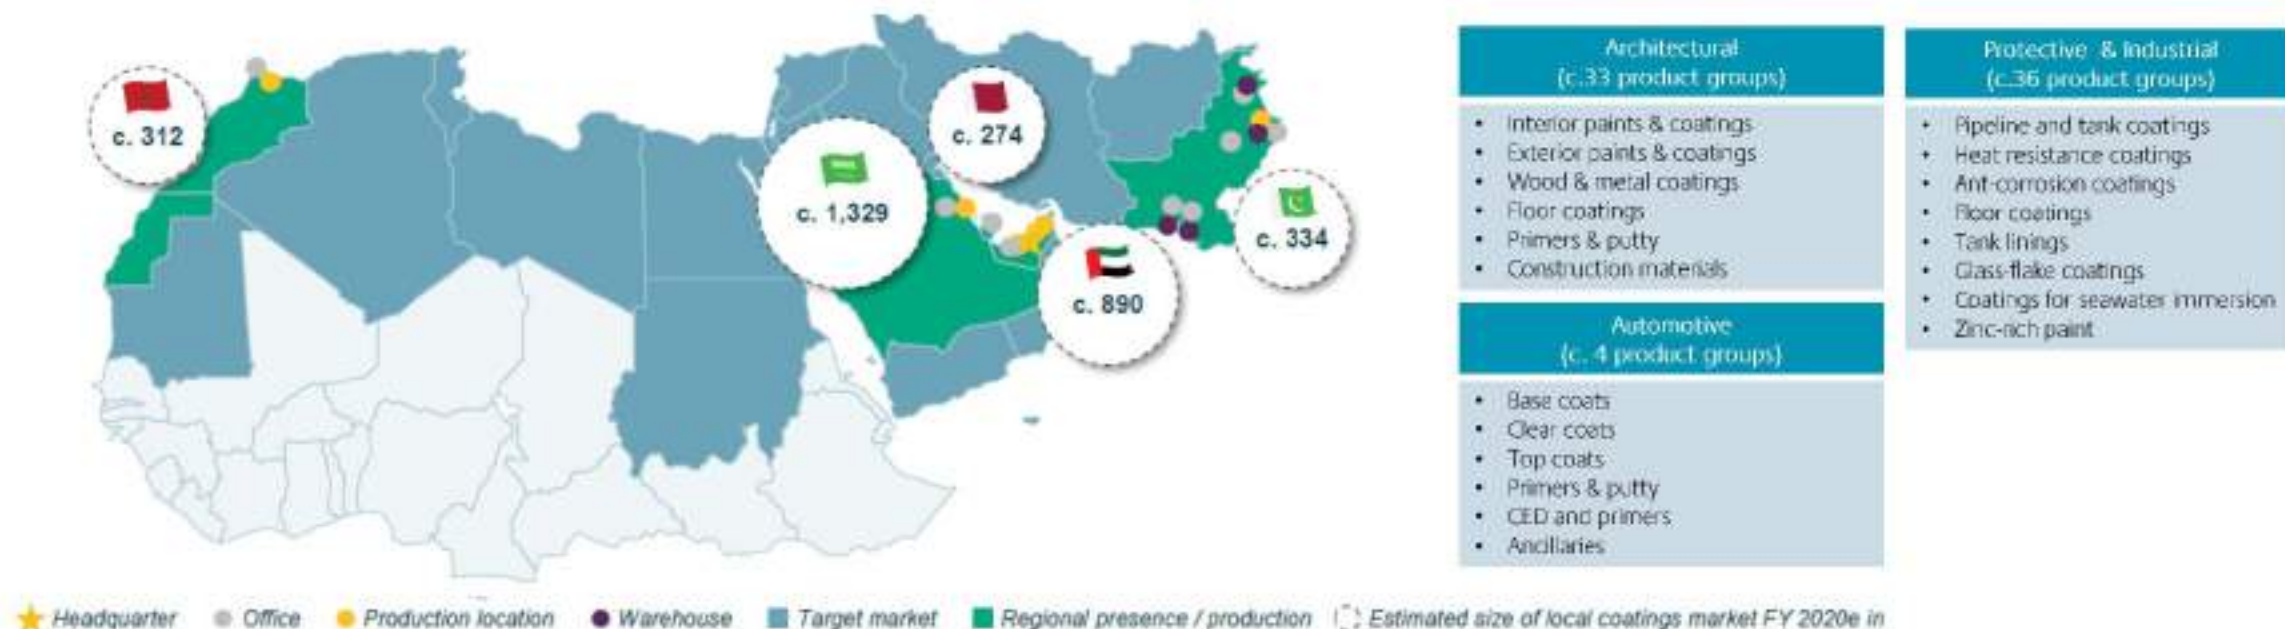 c. 312
c. 1,329
c. 274
c. 890
c. 334
Architectural
(c.33 product groups)
• Interior paints & coatings
• Exterior paints & coatings
• Wood & metal coatings
• Floor coatings
• Primers & putty
• Construction materials
Automotive
(c. 4 product groups)
• Base coats
• Clear coats
• Top coats
• Primers & putty
• CED and primers
• Ancillaries
Protective & Industrial
(c.36 product groups)
• Pipeline and tank coatings
• Heat resistance coatings
• Ant-corrosion coatings
• Floor coatings
• Tank linings
• Glass-flake coatings
• Coatings for seawater immersion
• Zinc-rich paint
Headquarter Office Production location Warehouse Target market Regional presence / production Estimated size of local coatings market FY 2020e in